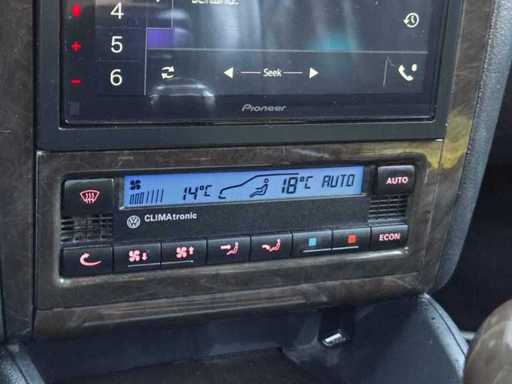 4
5
6
Seek
Pioneer
14°C
18°C AUTO
AUTO
CLIMAtronic
ECON